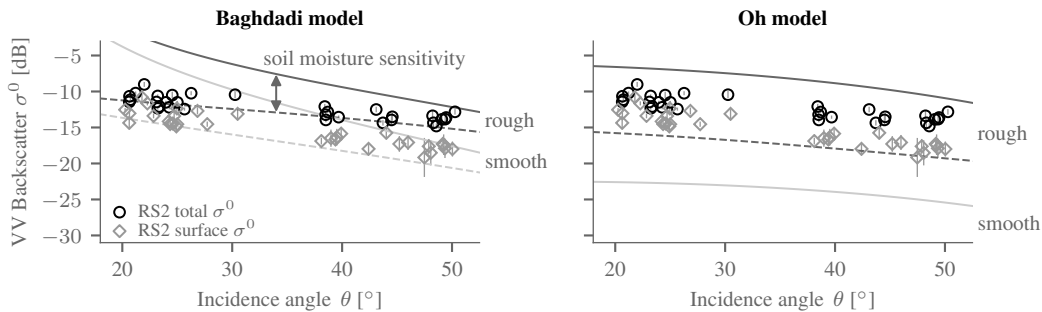 Baghdadi model
Oh model
VV Backscatter σ⁰ [dB]
−5
−10
−15
−20
−25
−30
soil moisture sensitivity
rough
smooth
RS2 total σ⁰
RS2 surface σ⁰
20 30 40 50
Incidence angle θ [°]
rough
smooth
20 30 40 50
Incidence angle θ [°]